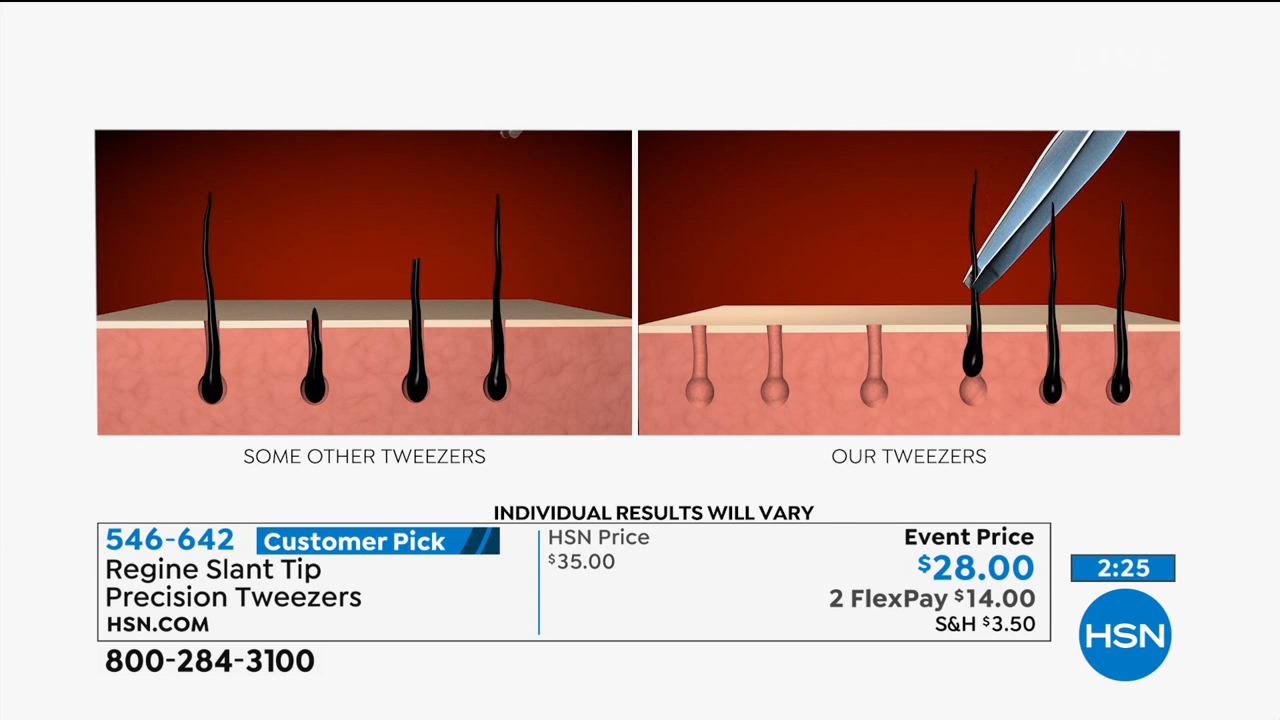 SOME OTHER TWEEZERS
OUR TWEEZERS
INDIVIDUAL RESULTS WILL VARY
546-642 Customer Pick
Regine Slant Tip
Precision Tweezers
HSN.COM
HSN Price
$35.00
Event Price
$28.00
2 FlexPay $14.00
S&H $3.50
2:25
HSN
800-284-3100